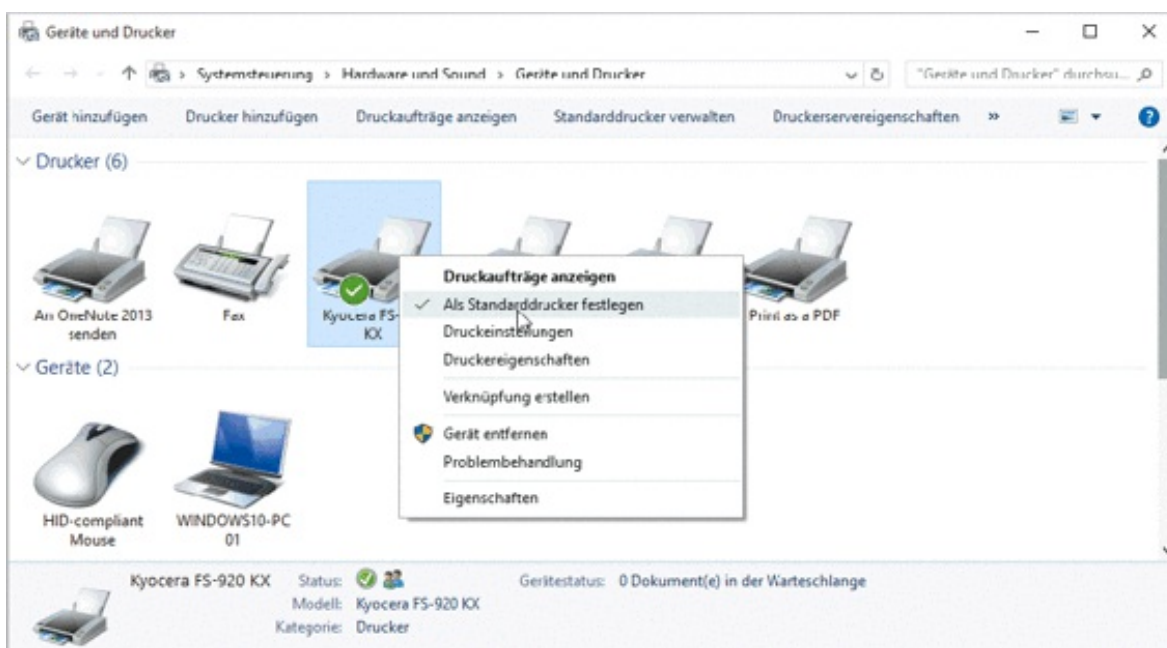 Geräte und Drucker
Systemsteuerung › Hardware und Sound › Geräte und Drucker
"Geräte und Drucker" durchsu...
Gerät hinzufügen
Drucker hinzufügen
Druckaufträge anzeigen
Standarddrucker verwalten
Druckerservereigenschaften
»
Drucker (6)
An OneNote 2013
senden
Fax
Kyocera FS-
KX
Print as a PDF
Druckaufträge anzeigen
Als Standarddrucker festlegen
Druckeinstellungen
Druckereigenschaften
Verknüpfung erstellen
Gerät entfernen
Problembehandlung
Eigenschaften
Geräte (2)
HID-compliant
Mouse
WINDOWS10-PC
01
Kyocera FS-920 KX
Status:
Gerätestatus: 0 Dokument(e) in der Warteschlange
Modell: Kyocera FS-920 KX
Kategorie: Drucker